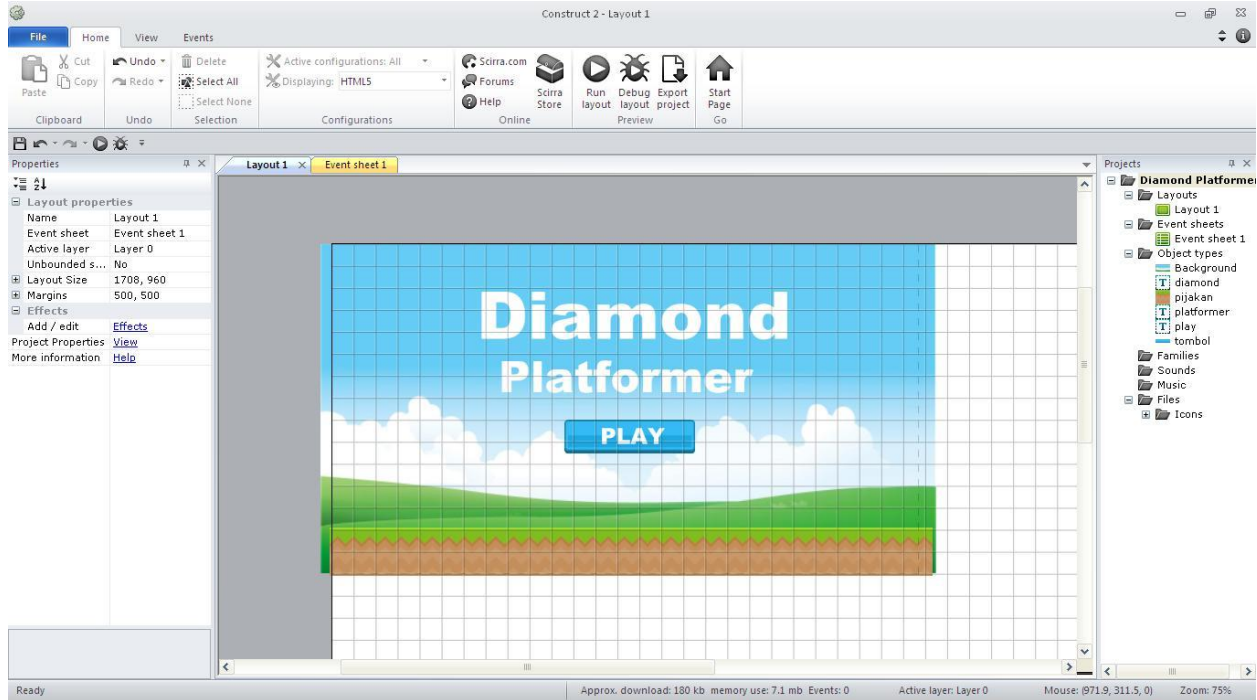 Construct 2 - Layout 1
File Home View Events
Paste
Cut
Copy
Clipboard
Undo
Redo
Undo
Delete
Select All
Select None
Selection
Active configurations: All
Displaying: HTML5
Configurations
Scirra.com
Forums
Help
Scirra Store
Online
Run layout
Debug layout
Export project
Preview
Start Page
Go
Properties
Layout properties
Name Layout 1
Event sheet Event sheet 1
Active layer Layer 0
Unbounded s... No
Layout Size 1708, 960
Margins 500, 500
Effects
Add / edit Effects
Project Properties View
More information Help
Layout 1 Event sheet 1
Diamond
Platformer
PLAY
Projects
Diamond Platformer
Layouts
Layout 1
Event sheets
Event sheet 1
Object types
Background
diamond
pijakan
platformer
play
tombol
Families
Sounds
Music
Files
Icons
Ready Approx. download: 180 kb memory use: 7.1 mb Events: 0 Active layer: Layer 0 Mouse: (971.9, 311.5, 0) Zoom: 75%